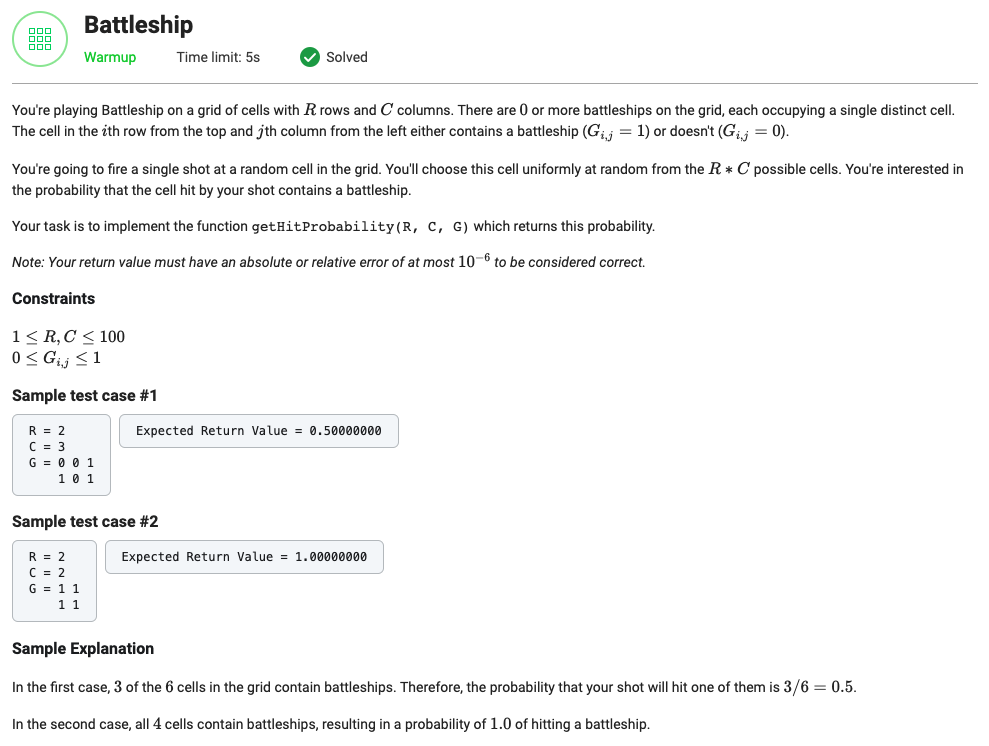 Battleship
Warmup Time limit: 5s Solved
You're playing Battleship on a grid of cells with R rows and C columns. There are 0 or more battleships on the grid, each occupying a single distinct cell.
The cell in the ith row from the top and jth column from the left either contains a battleship (G_{i,j} = 1) or doesn't (G_{i,j} = 0).
You're going to fire a single shot at a random cell in the grid. You'll choose this cell uniformly at random from the R * C possible cells. You're interested in
the probability that the cell hit by your shot contains a battleship.
Your task is to implement the function getHitProbability(R, C, G) which returns this probability.
Note: Your return value must have an absolute or relative error of at most 10^{-6} to be considered correct.
Constraints
1 ≤ R, C ≤ 100
0 ≤ G_{i,j} ≤ 1
Sample test case #1
R = 2
C = 3
G = 0 0 1
1 0 1
Expected Return Value = 0.50000000
Sample test case #2
R = 2
C = 2
G = 1 1
1 1
Expected Return Value = 1.00000000
Sample Explanation
In the first case, 3 of the 6 cells in the grid contain battleships. Therefore, the probability that your shot will hit one of them is 3/6 = 0.5.
In the second case, all 4 cells contain battleships, resulting in a probability of 1.0 of hitting a battleship.